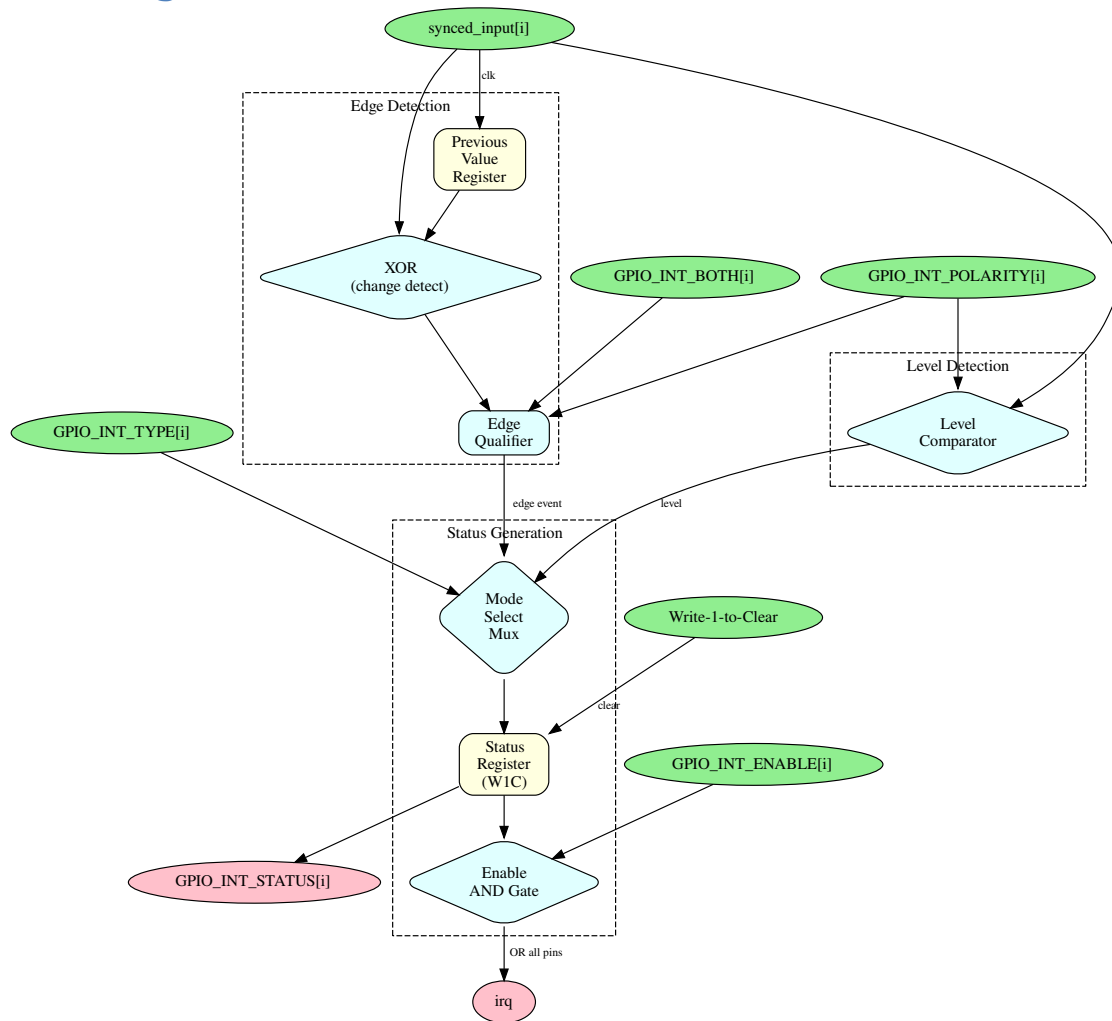 synced_input[i]
clk
Edge Detection
Previous
Value
Register
XOR
(change detect)
GPIO_INT_BOTH[i]
GPIO_INT_POLARITY[i]
Level Detection
GPIO_INT_TYPE[i]
Edge
Qualifier
Level
Comparator
edge event
level
Status Generation
Mode
Select
Mux
Write-1-to-Clear
clear
Status
Register
(W1C)
GPIO_INT_ENABLE[i]
GPIO_INT_STATUS[i]
Enable
AND Gate
OR all pins
irq